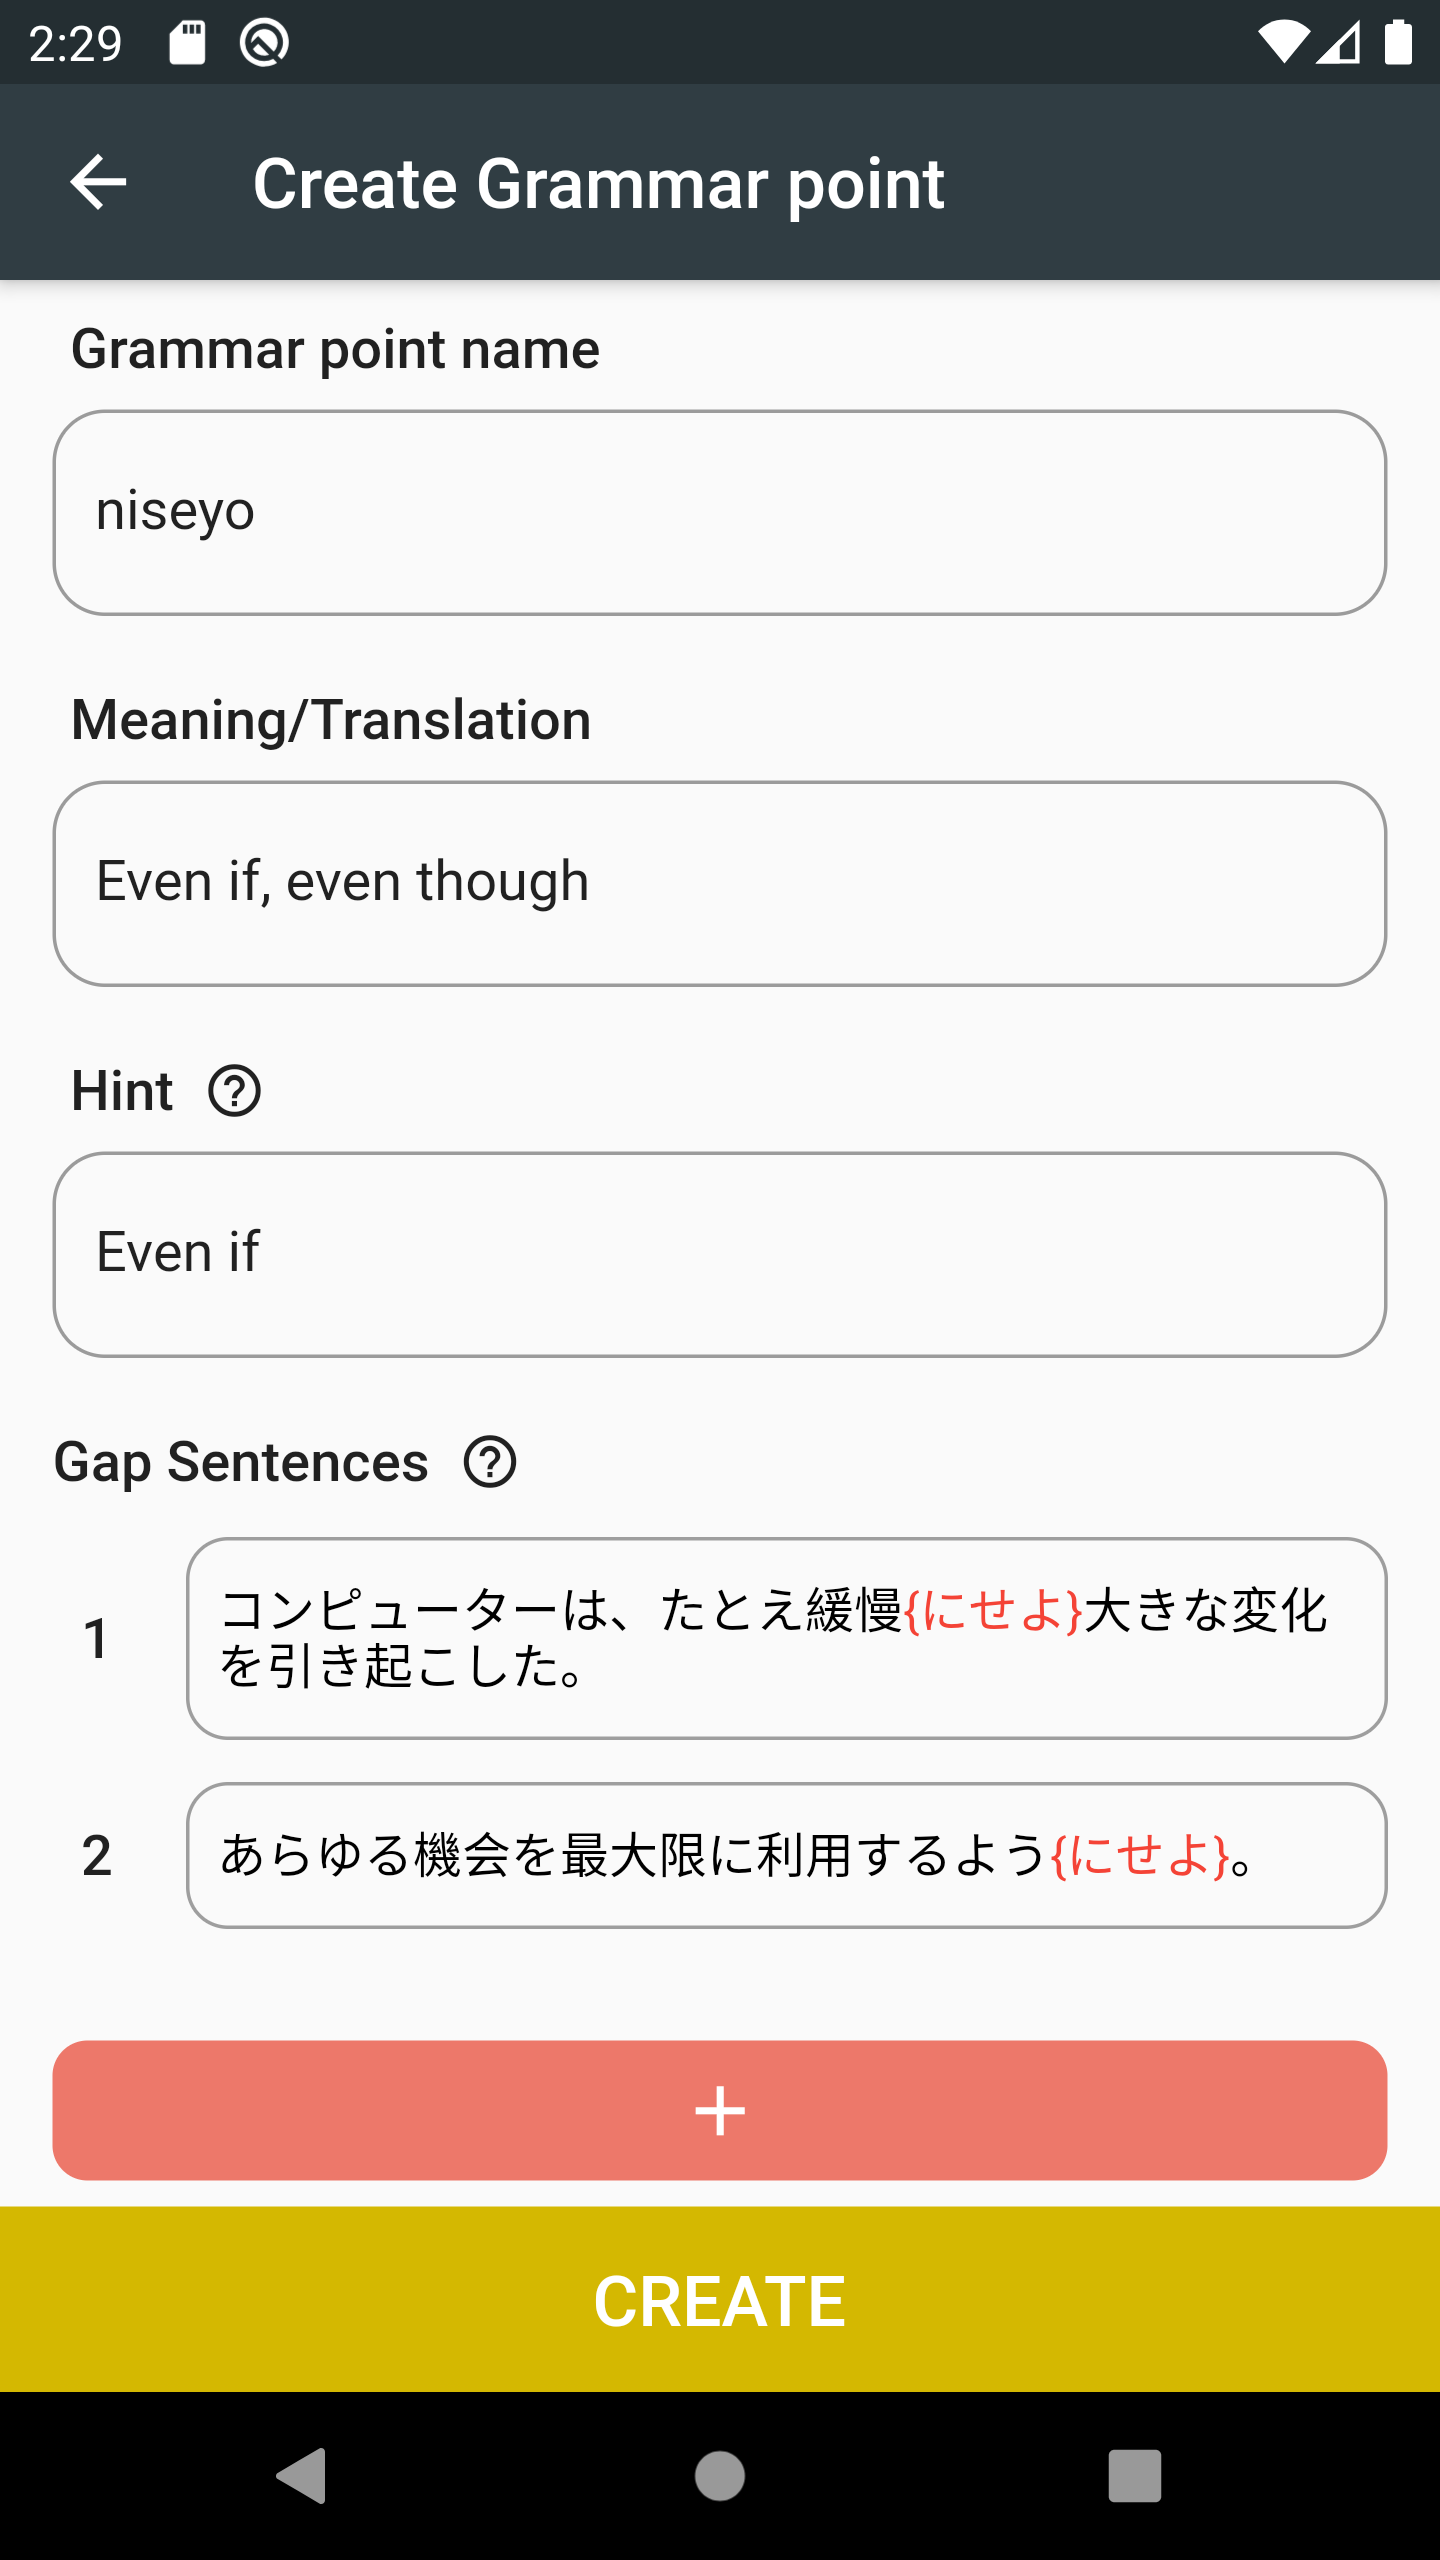 2:29
Create Grammar point
Grammar point name
niseyo
Meaning/Translation
Even if, even though
Hint ?
Even if
Gap Sentences ?
1
コンピューターは、たとえ緩慢{にせよ}大きな変化
を引き起こした。
2
あらゆる機会を最大限に利用するよう{にせよ}。
+
CREATE